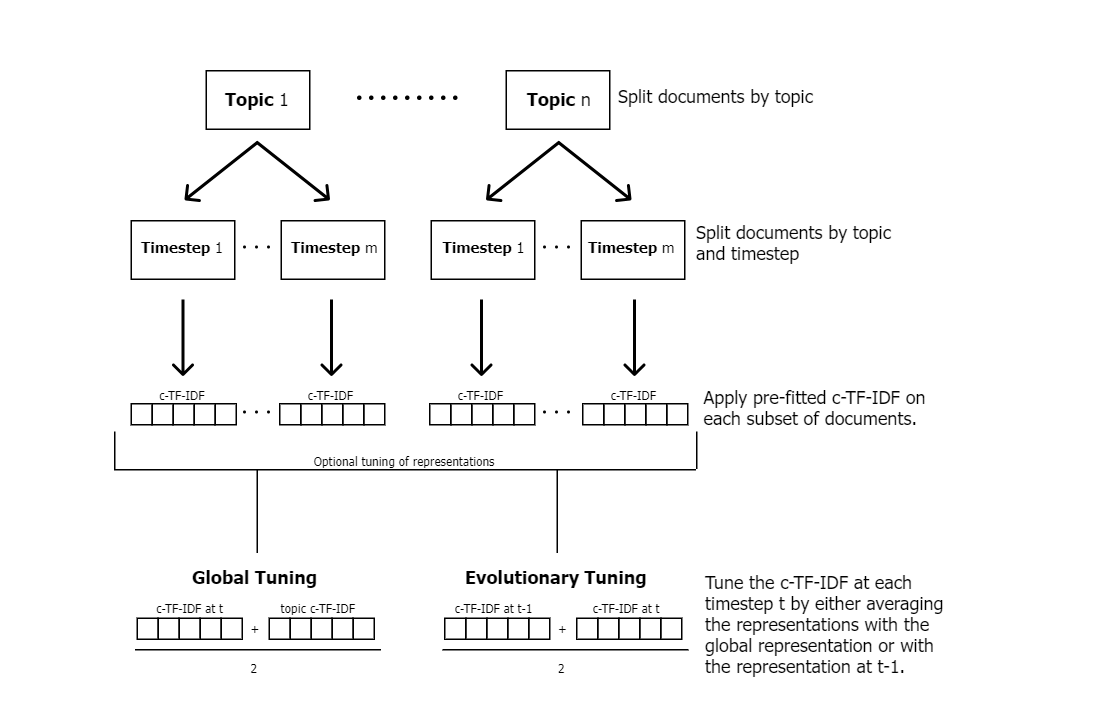 Topic 1
Topic n
Split documents by topic
Timestep 1
Timestep m
Timestep 1
Timestep m
Split documents by topic
and timestep
c-TF-IDF
c-TF-IDF
c-TF-IDF
c-TF-IDF
Apply pre-fitted c-TF-IDF on
each subset of documents.
Optional tuning of representations
Global Tuning
c-TF-IDF at t
+
topic c-TF-IDF
2
Evolutionary Tuning
c-TF-IDF at t-1
+
c-TF-IDF at t
2
Tune the c-TF-IDF at each
timestep t by either averaging
the representations with the
global representation or with
the representation at t-1.